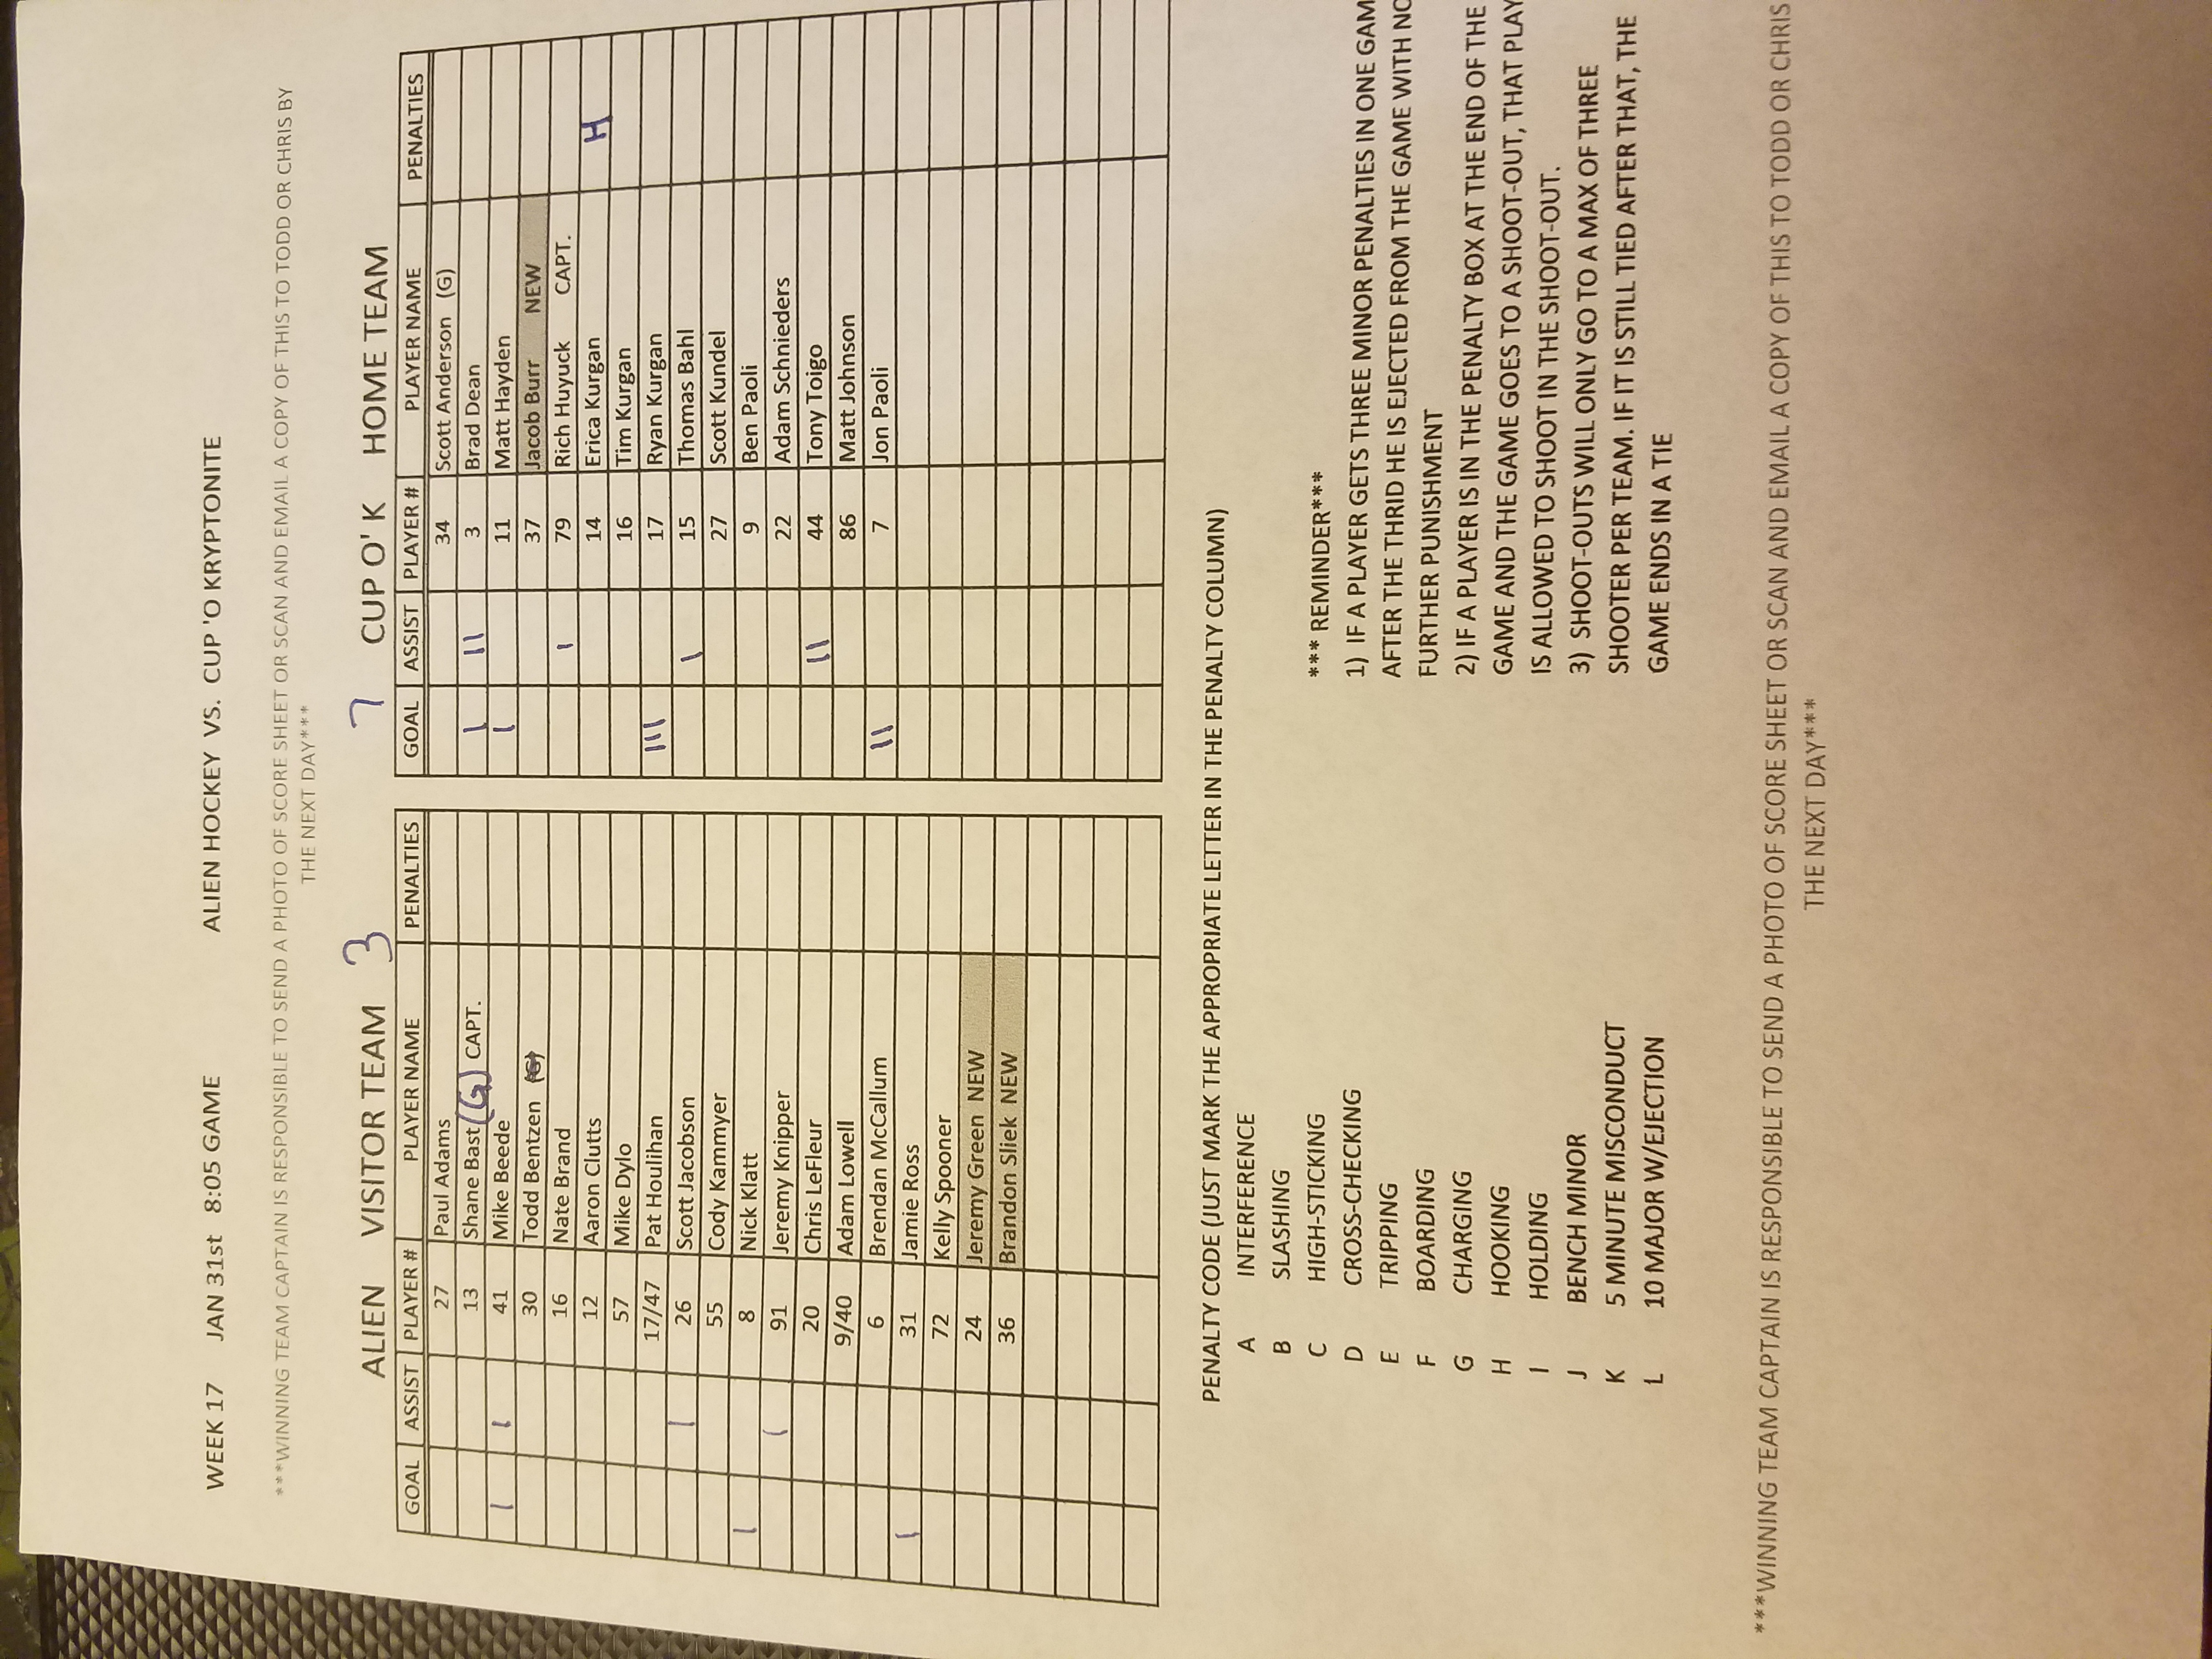 WEEK 17 JAN 31st 8:05 GAME ALIEN HOCKEY VS. CUP 'O KRYPTONITE
***WINNING TEAM CAPTAIN IS RESPONSIBLE TO SEND A PHOTO OF SCORE SHEET OR SCAN AND EMAIL A COPY OF THIS TO TODD OR CHRIS BY
THE NEXT DAY***
ALIEN VISITOR TEAM 3
GOAL ASSIST PLAYER # PLAYER NAME PENALTIES
27 Paul Adams
13 Shane Bast (G) CAPT.
I I 41 Mike Beede
30 Todd Bentzen (G)
16 Nate Brand
12 Aaron Clutts
57 Mike Dylo
17/47 Pat Houlihan
I 26 Scott Jacobson
55 Cody Kammyer
I 8 Nick Klatt
I 91 Jeremy Knipper
20 Chris LeFleur
9/40 Adam Lowell
6 Brendan McCallum
I 31 Jamie Ross
72 Kelly Spooner
24 Jeremy Green NEW
36 Brandon Sliek NEW
7 CUP O' K HOME TEAM
GOAL ASSIST PLAYER # PLAYER NAME PENALTIES
34 Scott Anderson (G)
I II 3 Brad Dean
I 11 Matt Hayden
37 Jacob Burr NEW
I 79 Rich Huyuck CAPT.
14 Erica Kurgan H
16 Tim Kurgan
III 17 Ryan Kurgan
I 15 Thomas Bahl
27 Scott Kundel
9 Ben Paoli
22 Adam Schnieders
II 44 Tony Toigo
86 Matt Johnson
II 7 Jon Paoli
PENALTY CODE (JUST MARK THE APPROPRIATE LETTER IN THE PENALTY COLUMN)
A INTERFERENCE
B SLASHING
C HIGH-STICKING
D CROSS-CHECKING
E TRIPPING
F BOARDING
G CHARGING
H HOOKING
I HOLDING
J BENCH MINOR
K 5 MINUTE MISCONDUCT
L 10 MAJOR W/EJECTION
*** REMINDER***
1) IF A PLAYER GETS THREE MINOR PENALTIES IN ONE GAM
AFTER THE THRID HE IS EJECTED FROM THE GAME WITH NO
FURTHER PUNISHMENT
2) IF A PLAYER IS IN THE PENALTY BOX AT THE END OF THE
GAME AND THE GAME GOES TO A SHOOT-OUT, THAT PLAY
IS ALLOWED TO SHOOT IN THE SHOOT-OUT.
3) SHOOT-OUTS WILL ONLY GO TO A MAX OF THREE
SHOOTER PER TEAM. IF IT IS STILL TIED AFTER THAT, THE
GAME ENDS IN A TIE
***WINNING TEAM CAPTAIN IS RESPONSIBLE TO SEND A PHOTO OF SCORE SHEET OR SCAN AND EMAIL A COPY OF THIS TO TODD OR CHRIS
THE NEXT DAY***